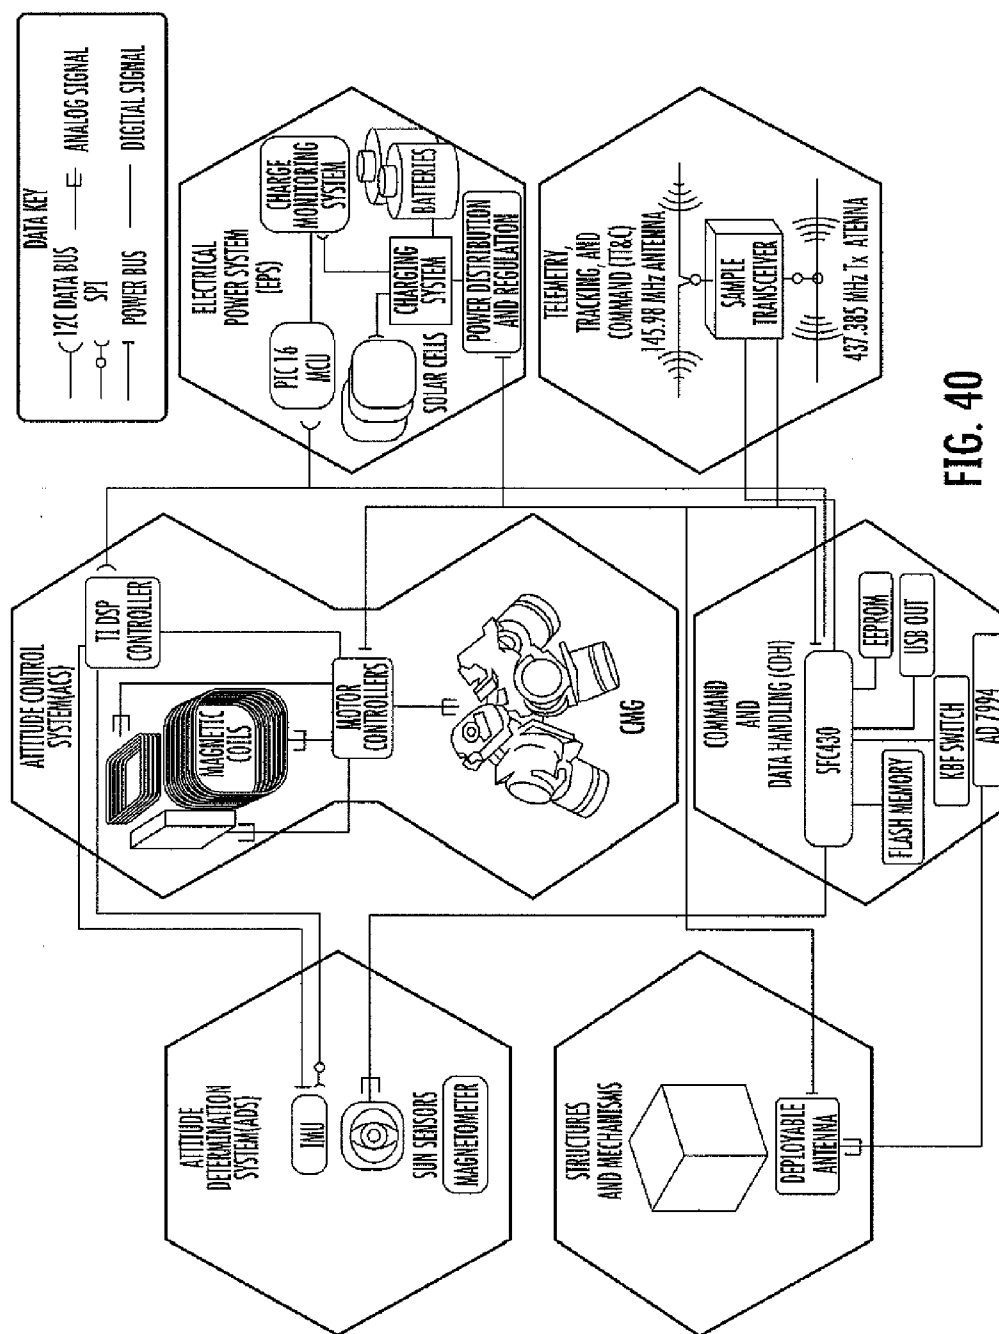 DATA KEY
I2C DATA BUS
ANALOG SIGNAL
SPI
POWER BUS
DIGITAL SIGNAL
ATTITUDE CONTROL
SYSTEM(ACS)
TI DSP
CONTROLLER
MAGNETIC
COILS
MOTOR
CONTROLLERS
CMG
ATTITUDE
DETERMINATION
SYSTEM(ADS)
IMU
SUN SENSORS
MAGNETOMETER
ELECTRICAL
POWER SYSTEM
(EPS)
CHARGE
MONITORING
SYSTEM
PIC16
MCU
SOLAR CELLS
CHARGING
SYSTEM
BATTERIES
POWER DISTRIBUTION
AND REGULATION
STRUCTURES
AND MECHANISMS
DEPLOYABLE
ANTENNA
COMMAND
AND
DATA HANDLING (CDH)
SFC430
FLASH MEMORY
EEPROM
USB OUT
KBF SWITCH
AD 7994
TELEMETRY,
TRACKING, AND
COMMAND (TT&C)
145.98 MHz ANTENNA
SAMPLE
TRANSCEIVER
437.385 MHz Tx ATENNA
FIG. 40